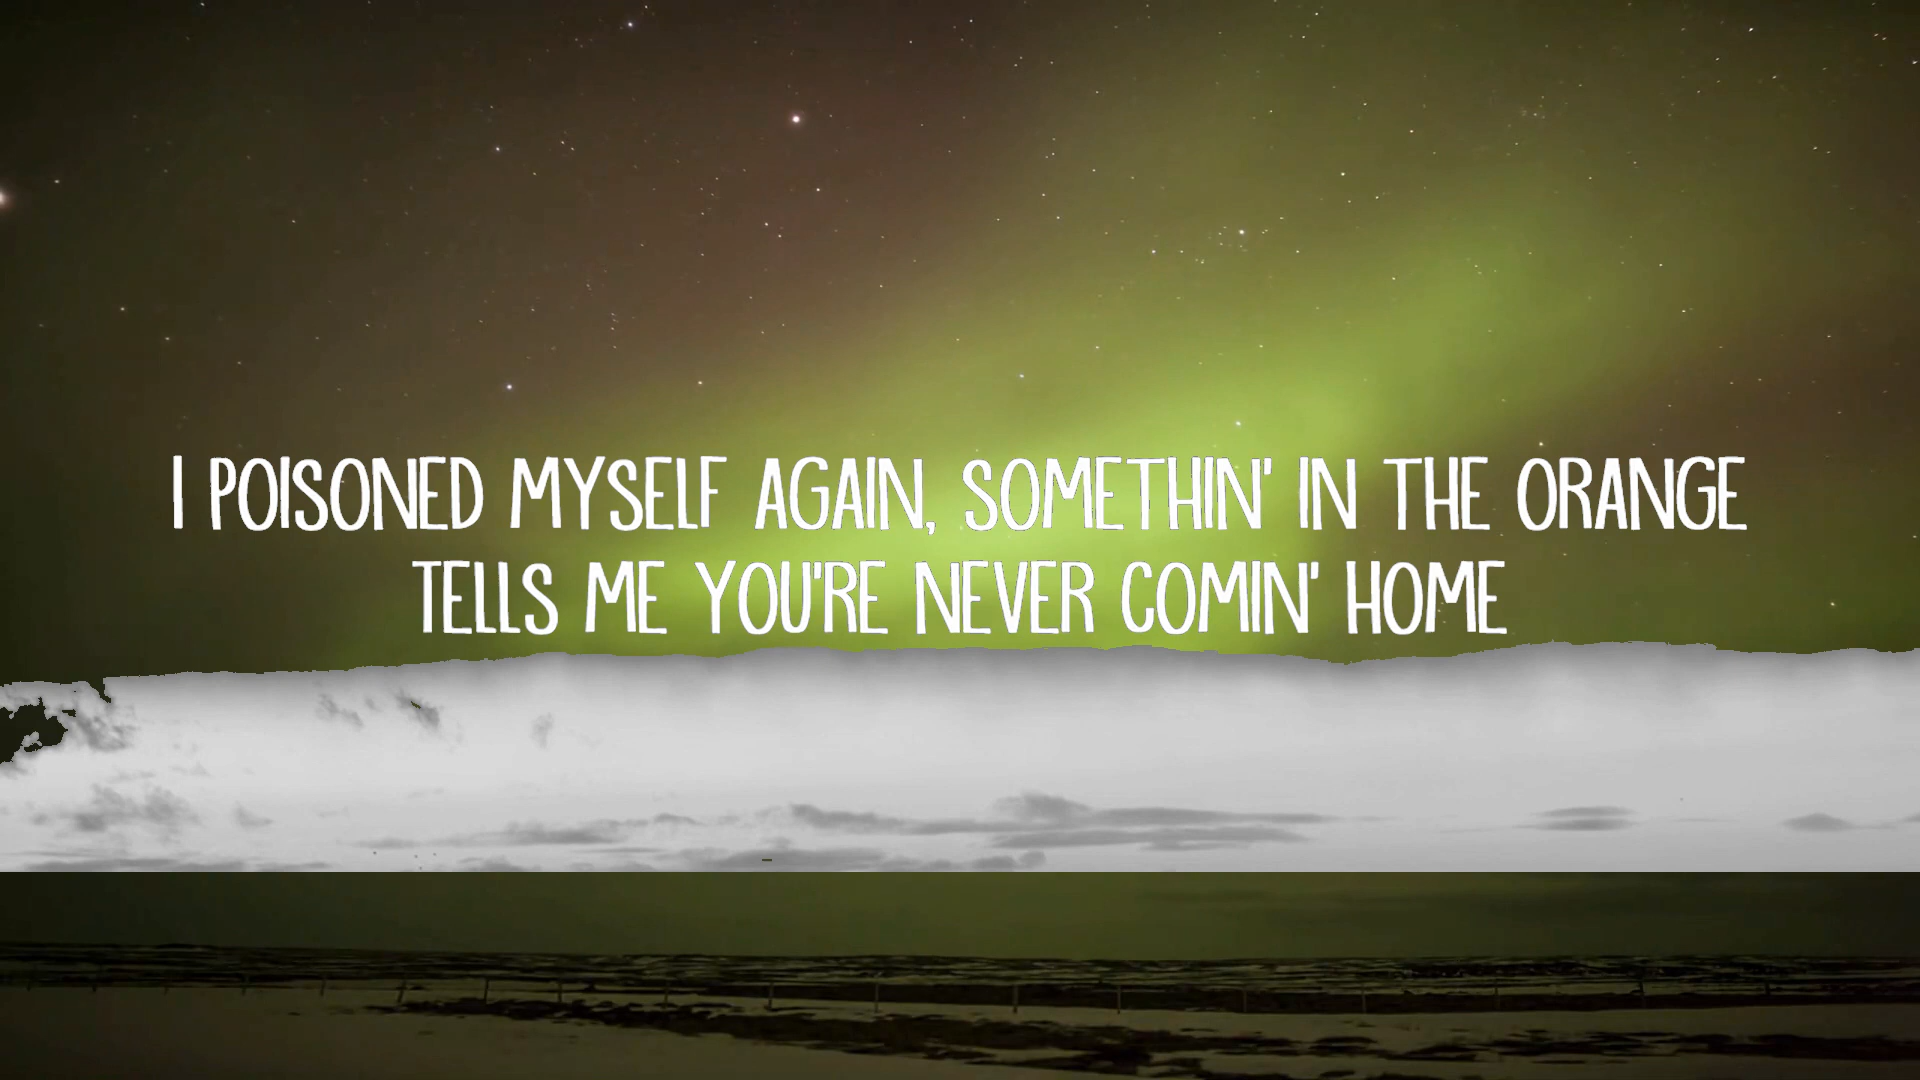 I POISONED MYSELF AGAIN, SOMETHIN' IN THE ORANGE
TELLS ME YOU'RE NEVER COMIN' HOME